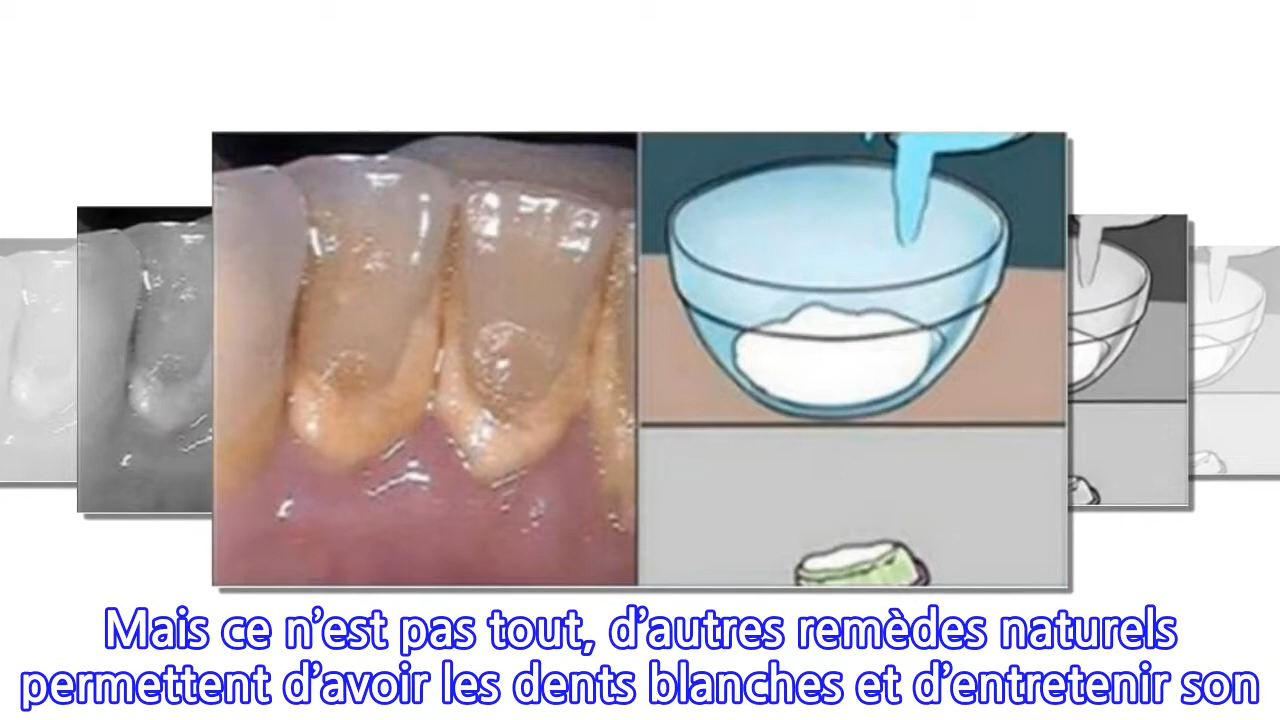 Mais ce n’est pas tout, d’autres remèdes naturels
permettent d’avoir les dents blanches et d’entretenir son